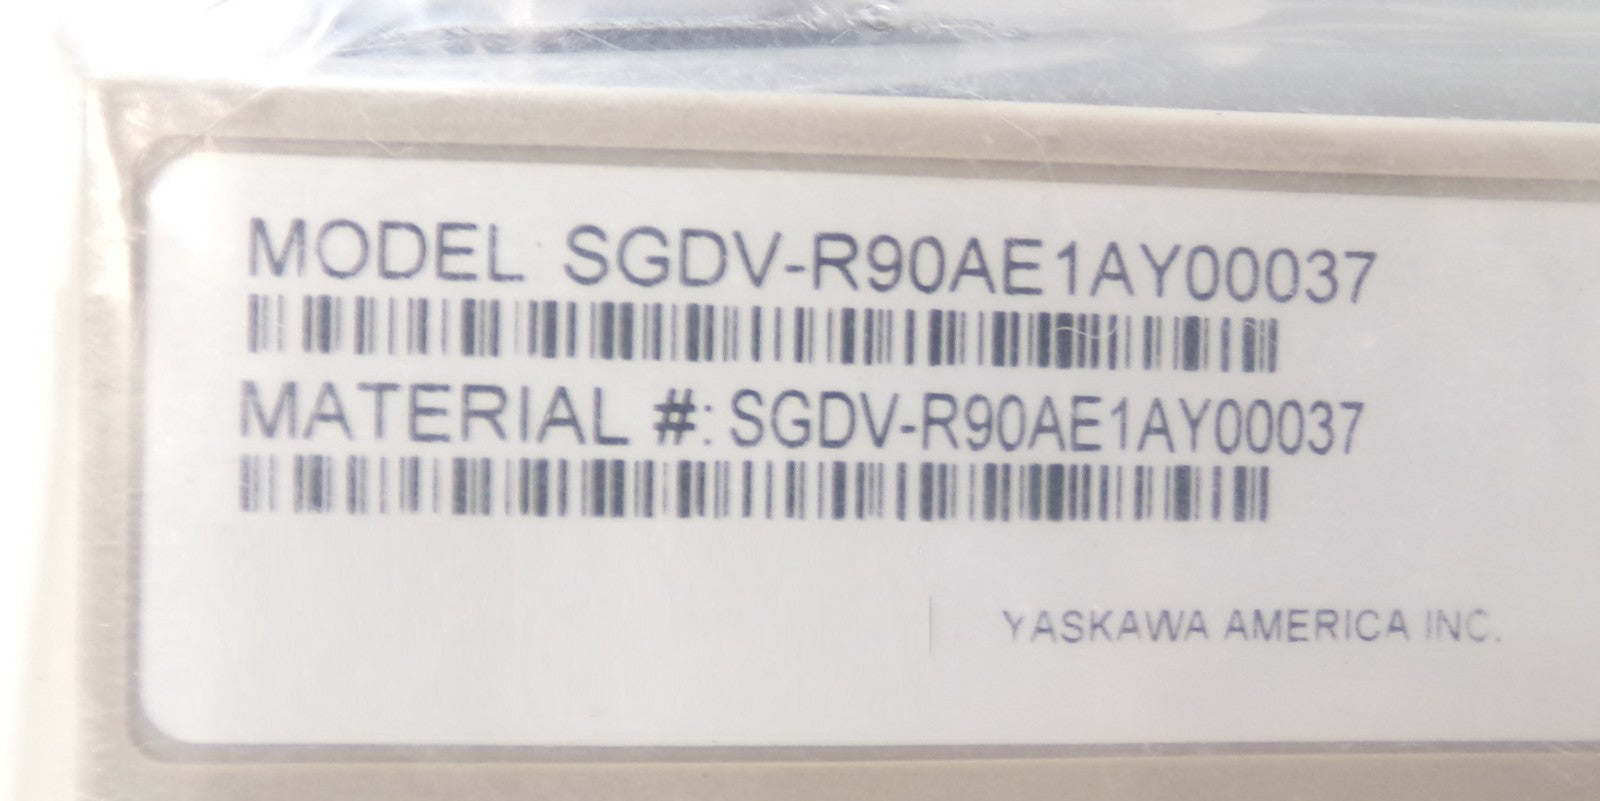 MODEL SGDV-R90AE1AY00037
MATERIAL #: SGDV-R90AE1AY00037
YASKAWA AMERICA INC.